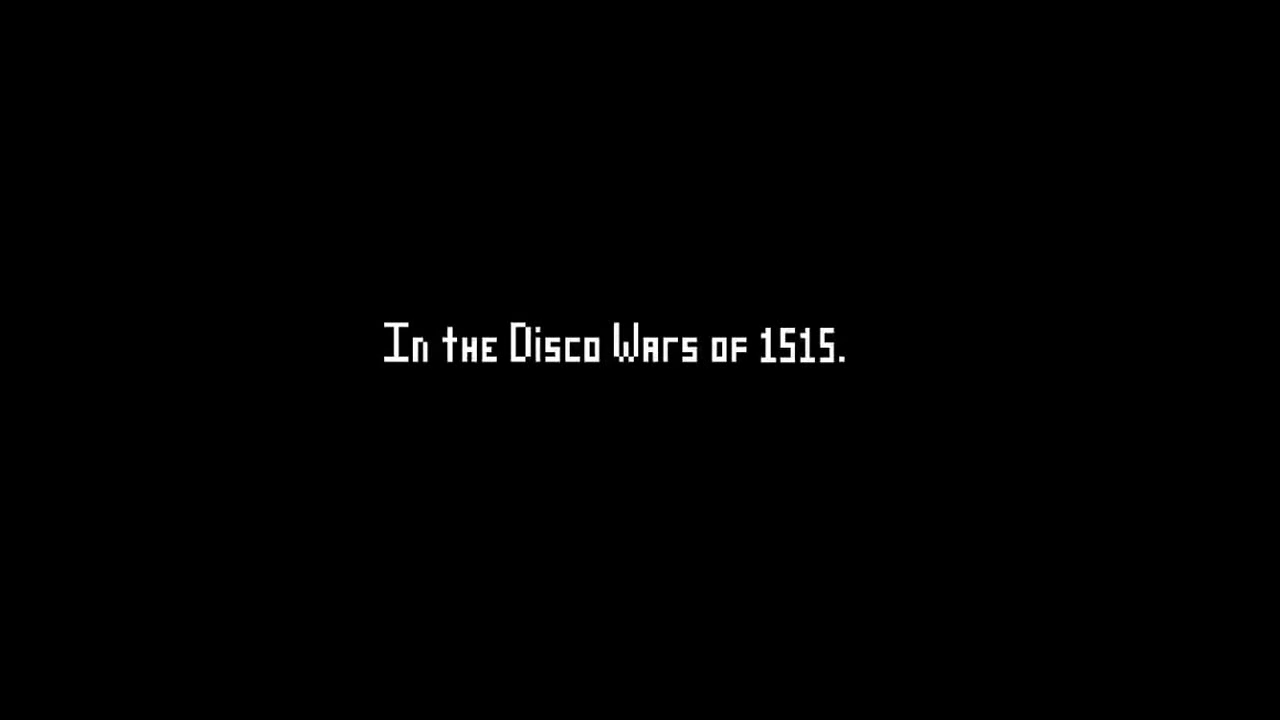 In the Disco Wars of 1515.